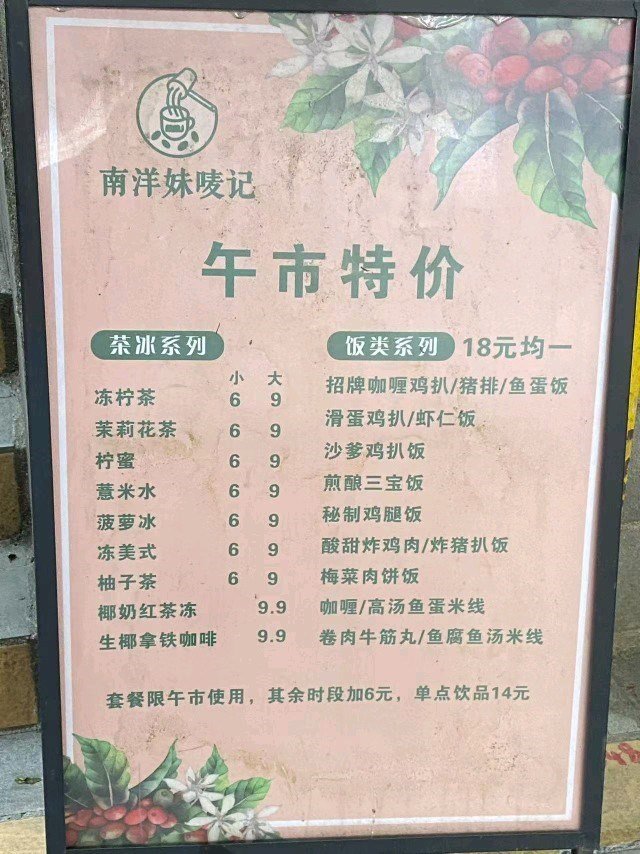 南洋妹唛记
午市特价
茶冰系列
小 大
冻柠茶 6 9
茉莉花茶 6 9
柠蜜 6 9
薏米水 6 9
菠萝冰 6 9
冻美式 6 9
柚子茶 6 9
椰奶红茶冻 9.9
生椰拿铁咖啡 9.9
饭类系列 18元均一
招牌咖喱鸡扒/猪排/鱼蛋饭
滑蛋鸡扒/虾仁饭
沙爹鸡扒饭
煎酿三宝饭
秘制鸡腿饭
酸甜炸鸡肉/炸猪扒饭
梅菜肉饼饭
咖喱/高汤鱼蛋米线
卷肉牛筋丸/鱼腐鱼汤米线
套餐限午市使用，其余时段加6元，单点饮品14元